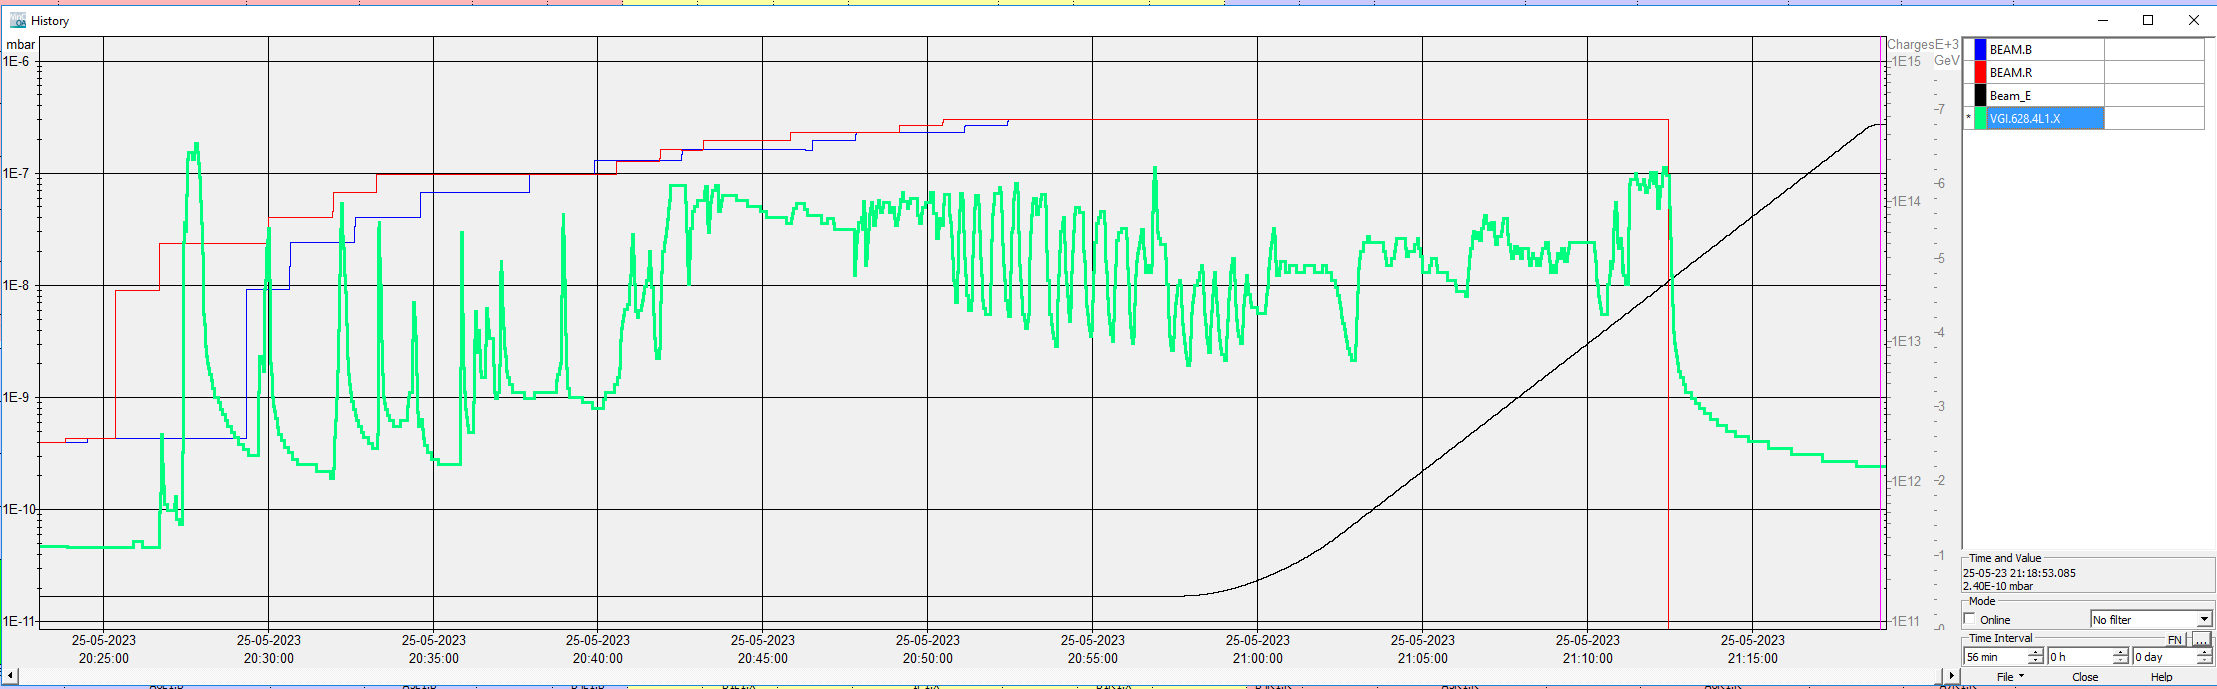 History
mbar
1E-6
1E-7
1E-8
1E-9
1E-10
1E-11
25-05-2023 25-05-2023 25-05-2023 25-05-2023 25-05-2023 25-05-2023 25-05-2023 25-05-2023 25-05-2023 25-05-2023 25-05-2023
20:25:00 20:30:00 20:35:00 20:40:00 20:45:00 20:50:00 20:55:00 21:00:00 21:05:00 21:10:00 21:15:00
ChargesE+3
GeV
1E15
1E14
1E13
1E12
1E11
7
6
5
4
3
2
1
0
BEAM.B
BEAM.R
Beam_E
* VGI.628.4L1.X
Time and Value
25-05-23 21:18:53.085
2.40E-10 mbar
Mode
Online No filter
Time Interval FN ...
56 min 0 h 0 day
File Close Help